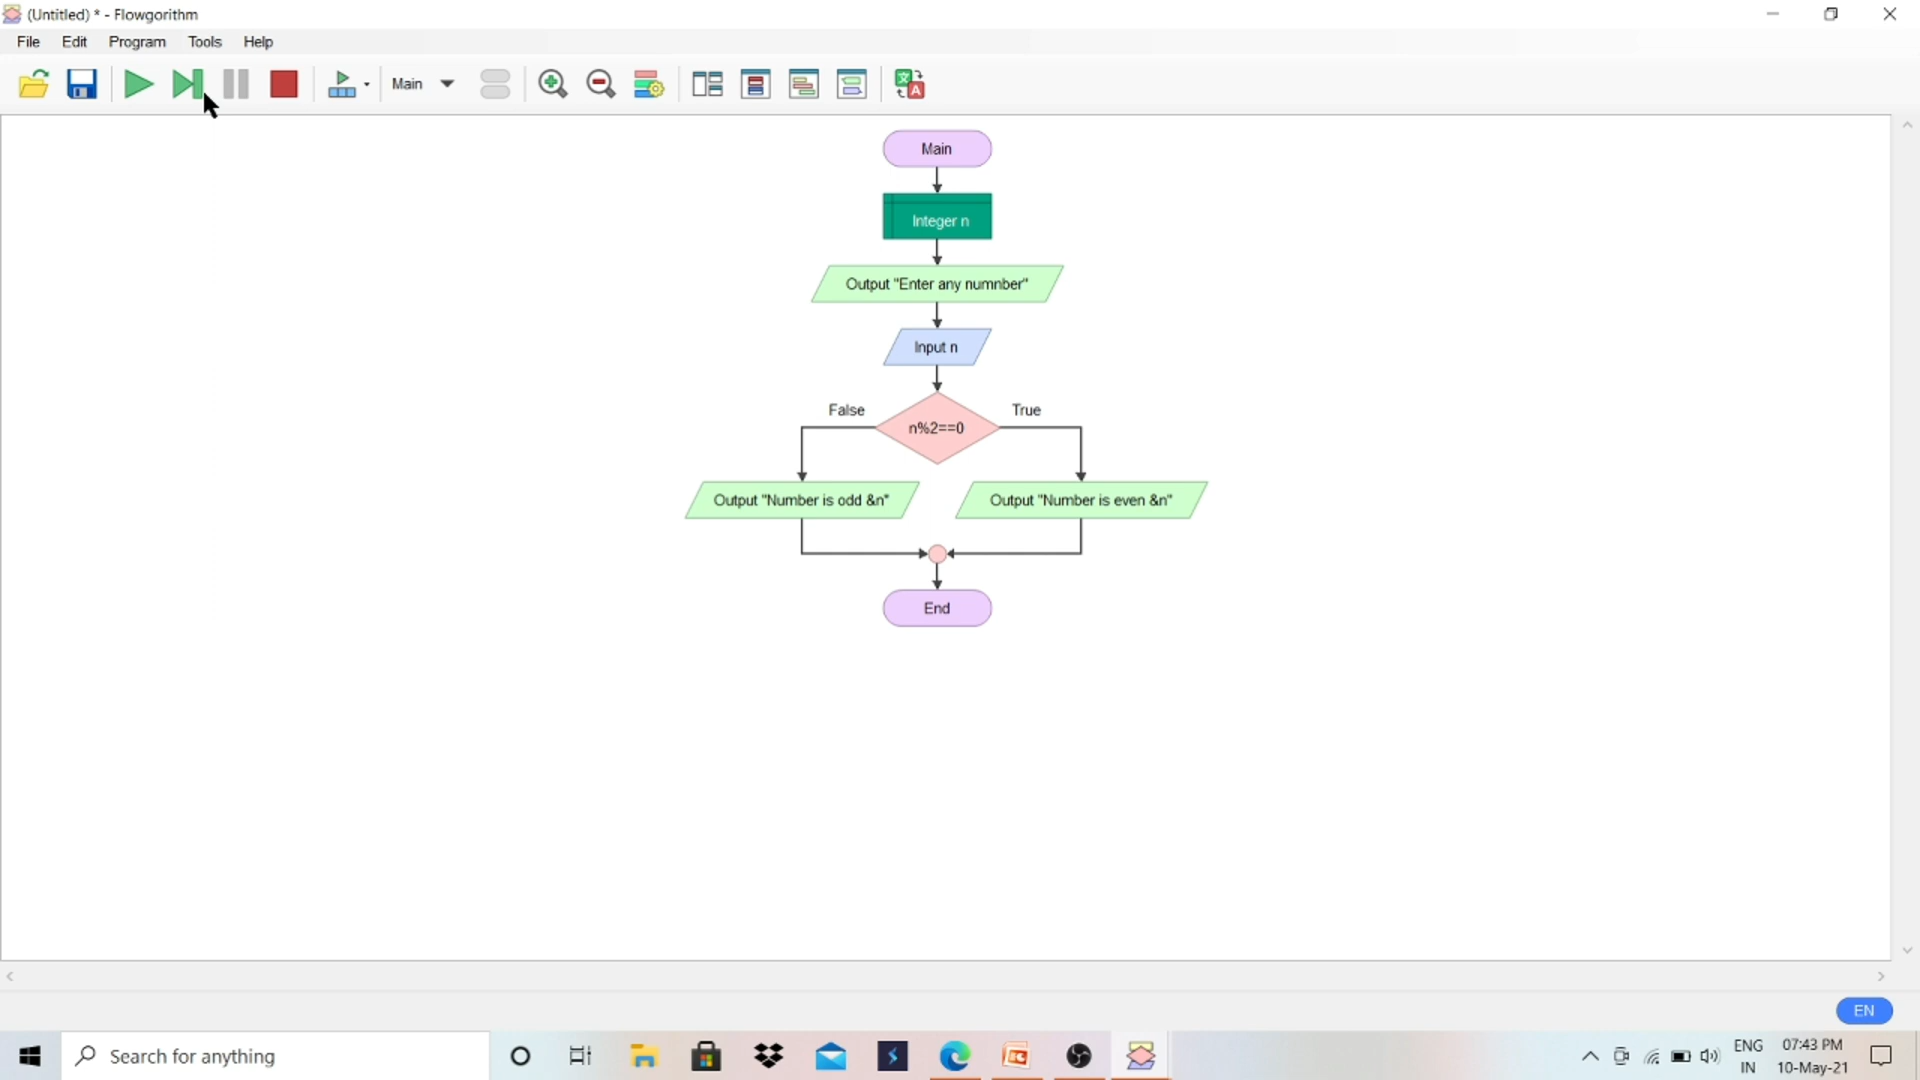 (Untitled) * - Flowgorithm
File Edit Program Tools Help
Main
Main
Integer n
Output "Enter any numnber"
Input n
False
True
n%2==0
Output "Number is odd &n"
Output "Number is even &n"
End
EN
Search for anything
ENG
IN
07:43 PM
10-May-21